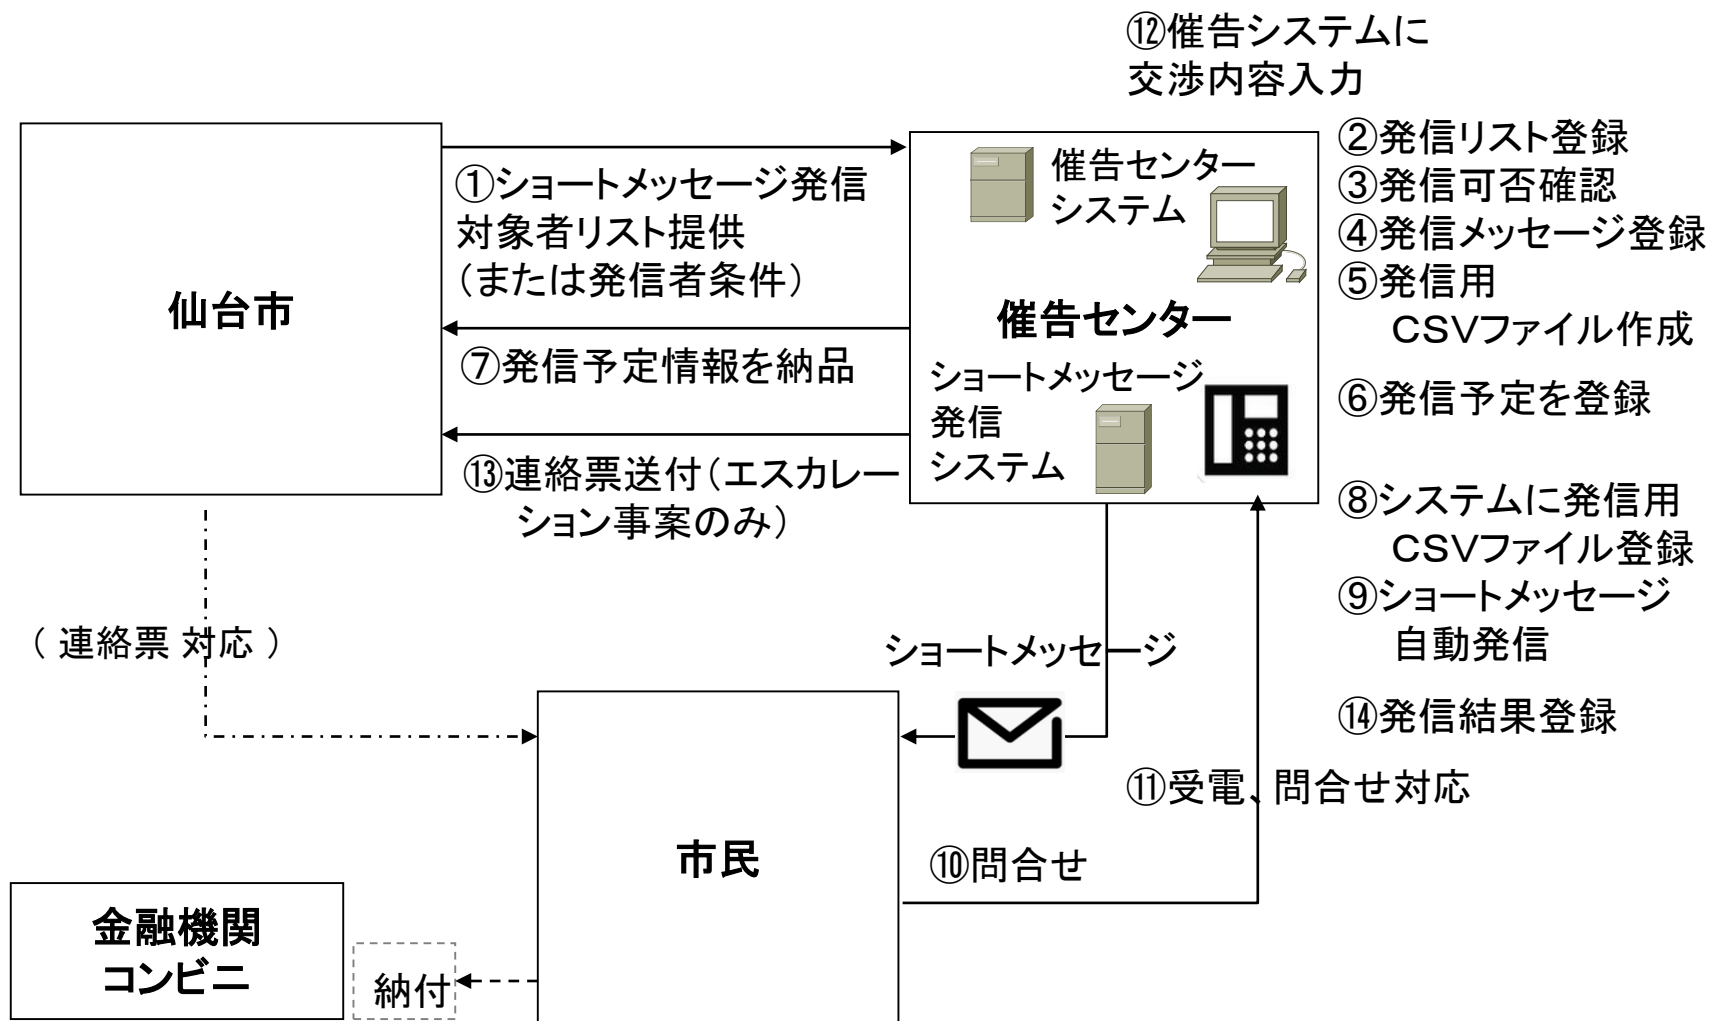 ⑫催告システムに
交渉内容入力
仙台市
①ショートメッセージ発信
対象者リスト提供
（または発信者条件）
⑦発信予定情報を納品
⑬連絡票送付（エスカレー
ション事案のみ）
催告センター
システム
催告センター
ショートメッセージ
発信
システム
②発信リスト登録
③発信可否確認
④発信メッセージ登録
⑤発信用
ＣＳＶファイル作成
⑥発信予定を登録
⑧システムに発信用
ＣＳＶファイル登録
⑨ショートメッセージ
自動発信
⑭発信結果登録
（ 連絡票 対応 ）
ショートメッセージ
⑪受電、問合せ対応
市民
⑩問合せ
金融機関
コンビニ
納付